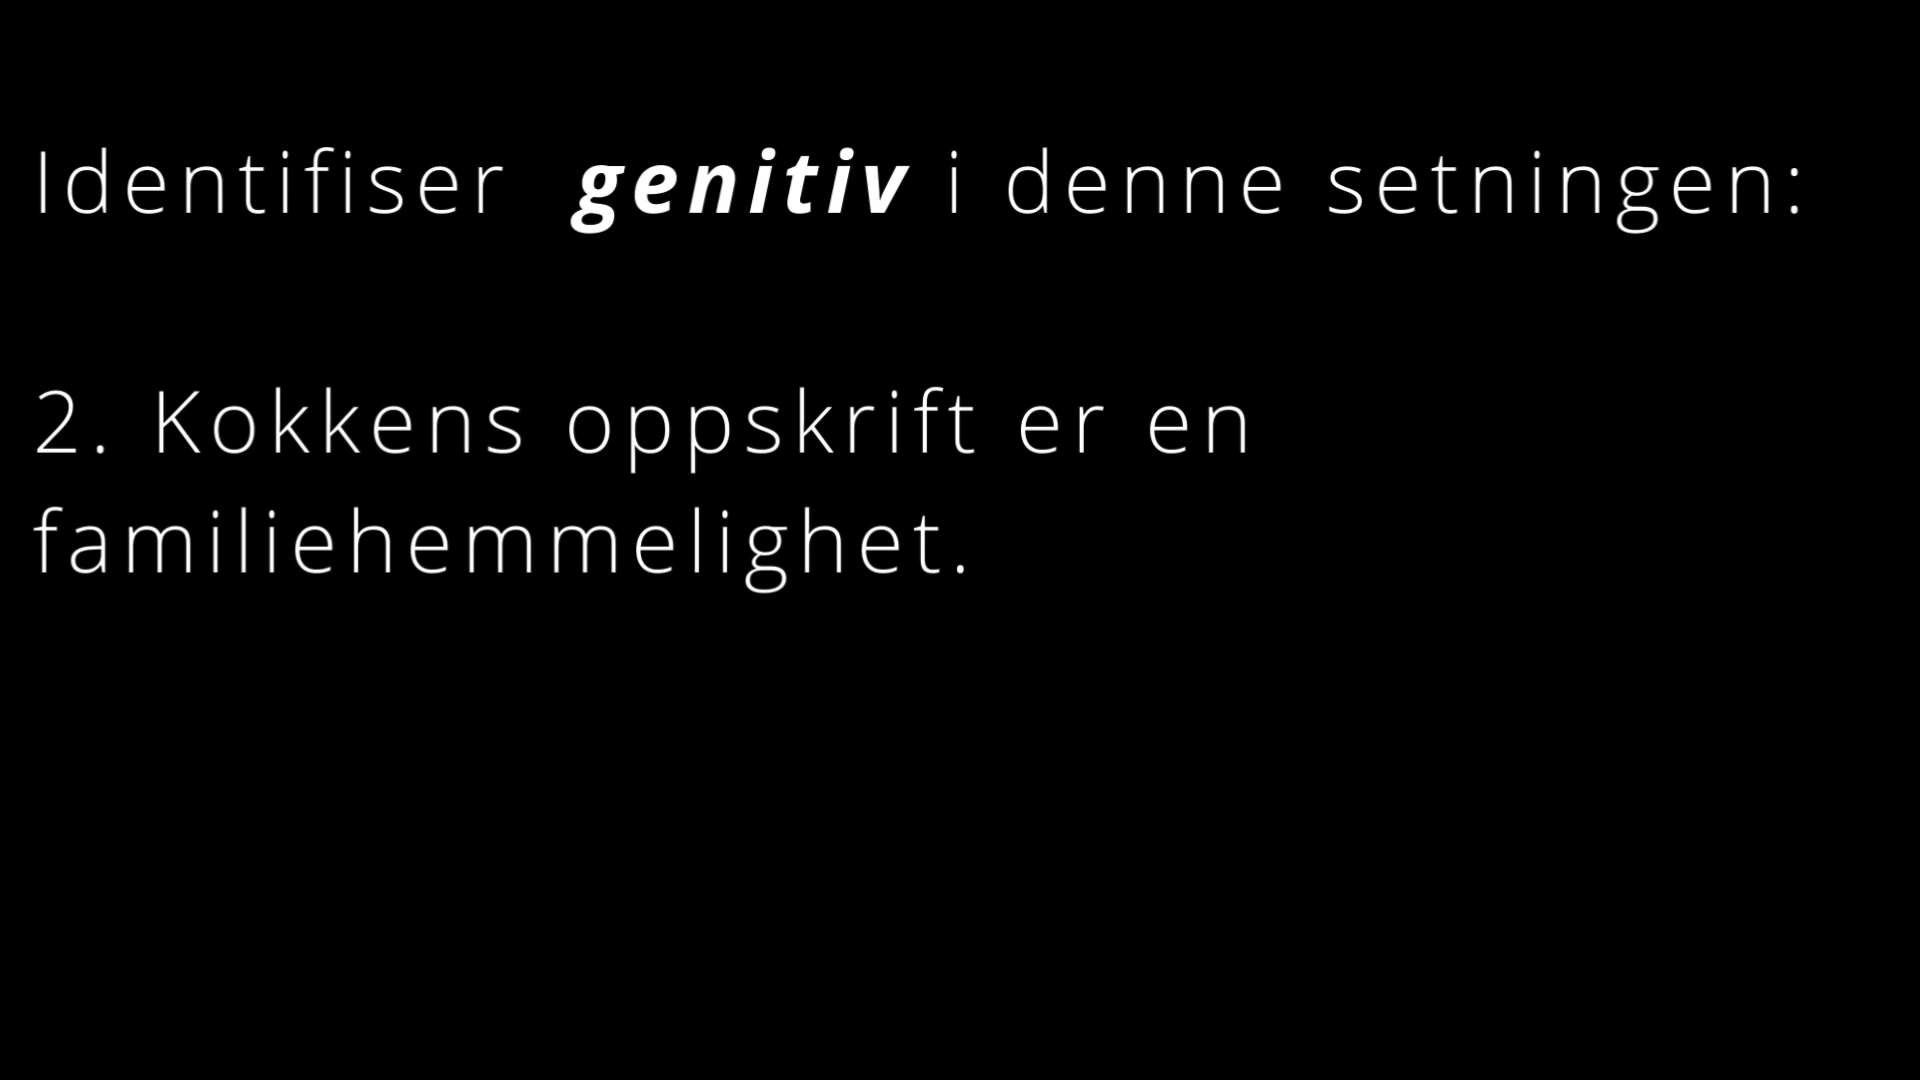 Identifiser genitiv i denne setningen:
2. Kokkens oppskrift er en
familiehemmelighet.